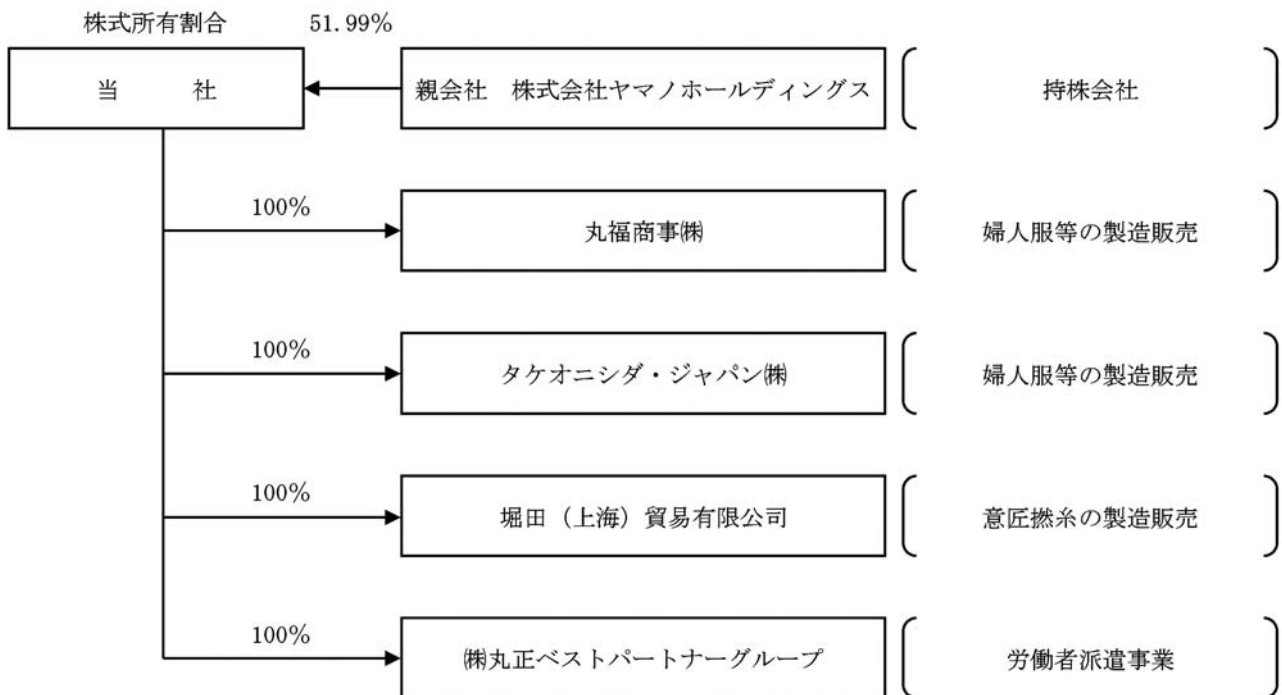 株式所有割合 51.99%
当 社
親会社 株式会社ヤマノホールディングス
持株会社
100%
丸福商事㈱
婦人服等の製造販売
100%
タケオニシダ・ジャパン㈱
婦人服等の製造販売
100%
堀田（上海）貿易有限公司
意匠撚糸の製造販売
100%
㈱丸正ベストパートナーグループ
労働者派遣事業